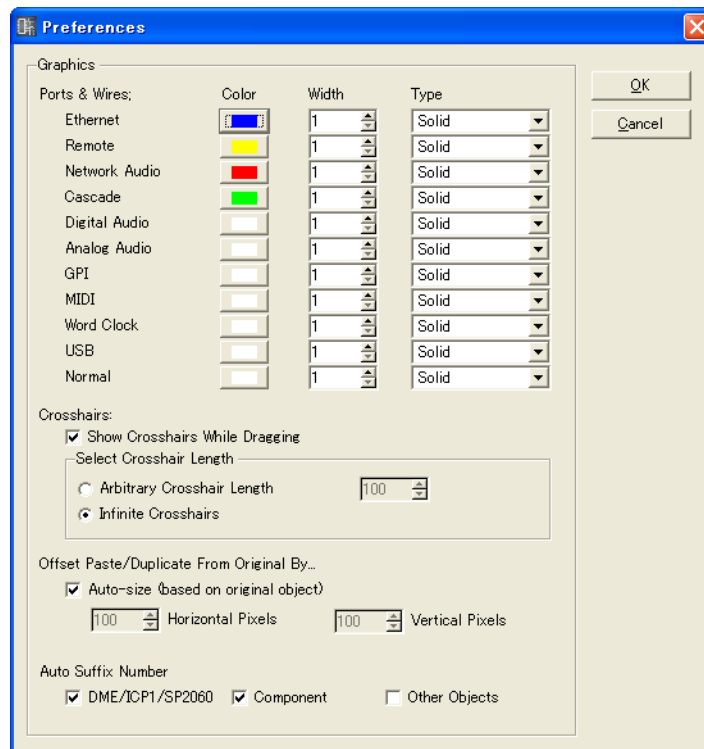 Preferences
Graphics
Ports & Wires; Color Width Type
Ethernet 1 Solid
Remote 1 Solid
Network Audio 1 Solid
Cascade 1 Solid
Digital Audio 1 Solid
Analog Audio 1 Solid
GPI 1 Solid
MIDI 1 Solid
Word Clock 1 Solid
USB 1 Solid
Normal 1 Solid
OK
Cancel
Crosshairs:
Show Crosshairs While Dragging
Select Crosshair Length
Arbitrary Crosshair Length 100
Infinite Crosshairs
Offset Paste/Duplicate From Original By...
Auto-size (based on original object)
100 Horizontal Pixels 100 Vertical Pixels
Auto Suffix Number
DME/ICP1/SP2060 Component Other Objects